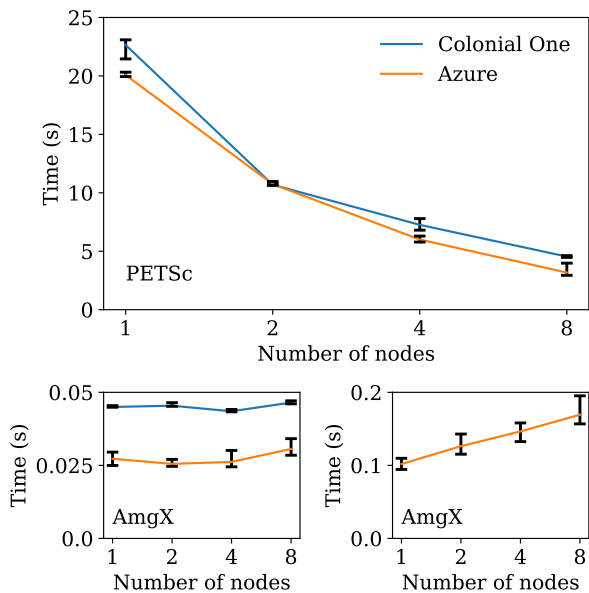 25
20
15
10
5
0
Time (s)
Colonial One
Azure
PETSc
1 2 4 8
Number of nodes
0.05
0.025
0.0
Time (s)
AmgX
1 2 4 8
Number of nodes
0.2
0.1
0.0
Time (s)
AmgX
1 2 4 8
Number of nodes